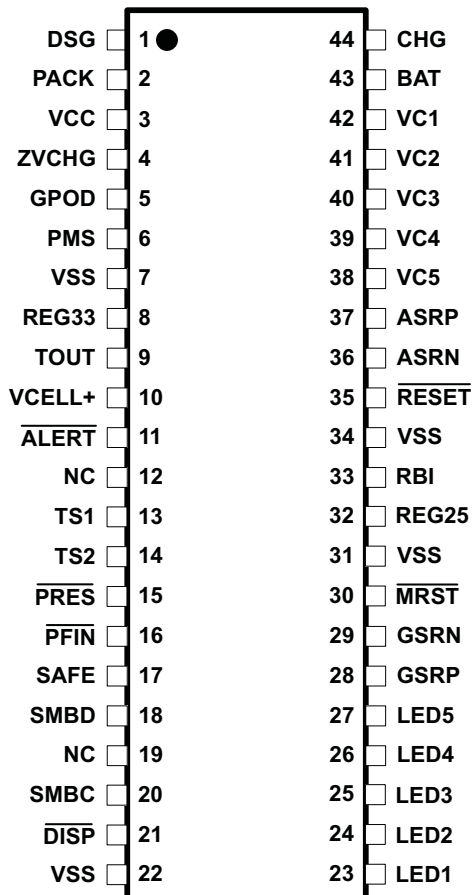 DSG 1 44 CHG
PACK 2 43 BAT
VCC 3 42 VC1
ZVCHG 4 41 VC2
GPOD 5 40 VC3
PMS 6 39 VC4
VSS 7 38 VC5
REG33 8 37 ASRP
TOUT 9 36 ASRN
VCELL+ 10 35 RESET
ALERT 11 34 VSS
NC 12 33 RBI
TS1 13 32 REG25
TS2 14 31 VSS
PRES 15 30 MRST
PFIN 16 29 GSRN
SAFE 17 28 GSRP
SMBD 18 27 LED5
NC 19 26 LED4
SMBC 20 25 LED3
DISP 21 24 LED2
VSS 22 23 LED1